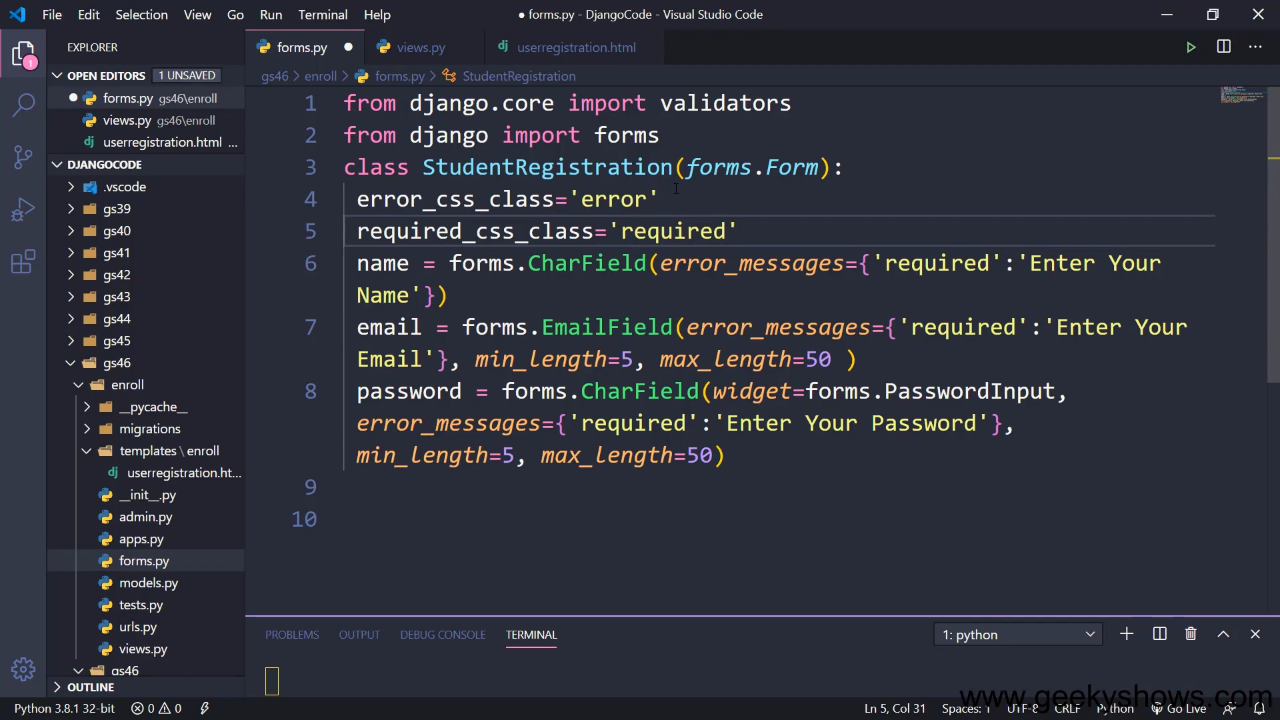 File Edit Selection View Go Run Terminal Help
● forms.py - DjangoCode - Visual Studio Code
EXPLORER
OPEN EDITORS 1 UNSAVED
forms.py gs46\enroll
views.py gs46\enroll
userregistration.html ...
DJANGOCODE
.vscode
gs39
gs40
gs41
gs42
gs43
gs44
gs45
gs46
enroll
__pycache__
migrations
templates \ enroll
userregistration.ht...
__init__.py
admin.py
apps.py
forms.py
models.py
tests.py
urls.py
views.py
gs46
OUTLINE
1
forms.py
views.py
userregistration.html
gs46 > enroll > forms.py > StudentRegistration
1 from django.core import validators
2 from django import forms
3 class StudentRegistration(forms.Form):
4 error_css_class='error'
5 required_css_class='required'
6 name = forms.CharField(error_messages={'required':'Enter Your
Name'})
7 email = forms.EmailField(error_messages={'required':'Enter Your
Email'}, min_length=5, max_length=50 )
8 password = forms.CharField(widget=forms.PasswordInput,
error_messages={'required':'Enter Your Password'},
min_length=5, max_length=50)
9
10
PROBLEMS OUTPUT DEBUG CONSOLE TERMINAL
1: python
www.geekyshows.com
Python 3.8.1 32-bit 0 0
Ln 5, Col 31 Spaces: 1 UTF-8 CRLF Python Go Live